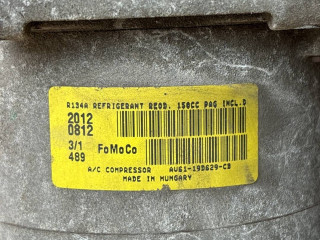 R134A REFRIGERANT REQD. 150CC PAG INCL.D
2012
0812
3/1 FoMoCo
489
A/C COMPRESSOR AV61-19D629-CB
MADE IN HUNGARY